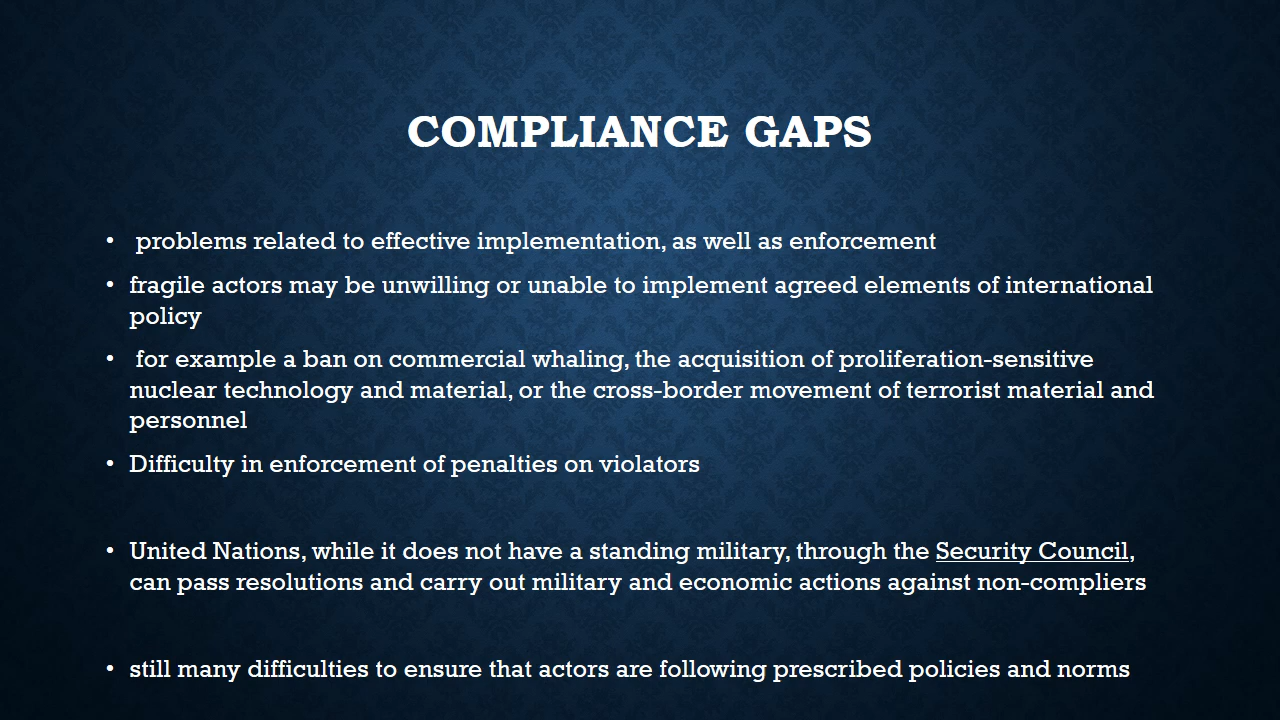 COMPLIANCE GAPS
• problems related to effective implementation, as well as enforcement
• fragile actors may be unwilling or unable to implement agreed elements of international
policy
• for example a ban on commercial whaling, the acquisition of proliferation-sensitive
nuclear technology and material, or the cross-border movement of terrorist material and
personnel
• Difficulty in enforcement of penalties on violators
• United Nations, while it does not have a standing military, through the Security Council,
can pass resolutions and carry out military and economic actions against non-compliers
• still many difficulties to ensure that actors are following prescribed policies and norms